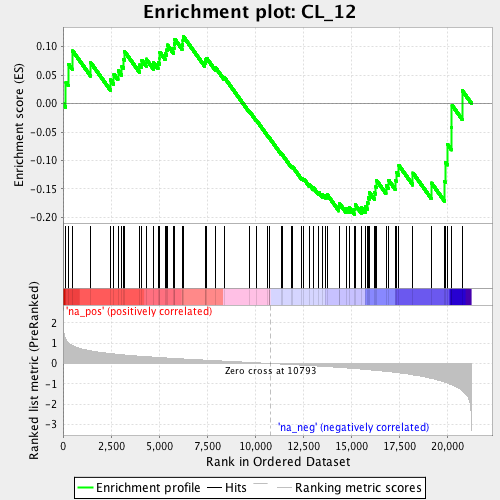 Enrichment plot: CL_12
Enrichment score (ES)
0.10
0.05
0.00
-0.05
-0.10
-0.15
-0.20
Ranked list metric (PreRanked)
'na_pos' (positively correlated)
2
1
0
-1
-2
-3
Zero cross at 10793
'na_neg' (negatively correlated)
0
2,500
5,000
7,500
10,000
12,500
15,000
17,500
20,000
Rank in Ordered Dataset
Enrichment profile
Hits
Ranking metric scores